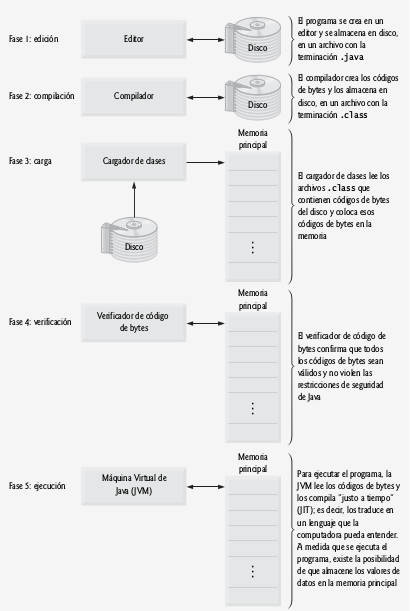 Fase 1: edición
Editor
Disco
El programa se crea en un
editor y se almacena en disco,
en un archivo con la
terminación .java
Fase 2: compilación
Compilador
Disco
El compilador crea los códigos
de bytes y los almacena en
disco, en un archivo con la
terminación .class
Fase 3: carga
Cargador de clases
Disco
Memoria
principal
El cargador de clases lee los
archivos .class que
contienen códigos de bytes
del disco y coloca esos
códigos de bytes en la
memoria
Fase 4: verificación
Verificador de código
de bytes
Memoria
principal
El verificador de código de
bytes confirma que todos
los códigos de bytes sean
válidos y no violen las
restricciones de seguridad
de Java
Fase 5: ejecución
Máquina Virtual de
Java (JVM)
Memoria
principal
Para ejecutar el programa, la
JVM lee los códigos de bytes y
los compila "justo a tiempo"
(JIT); es decir, los traduce en
un lenguaje que la
computadora pueda entender.
A medida que se ejecuta el
programa, existe la posibilidad
de que almacene los valores de
datos en la memoria principal